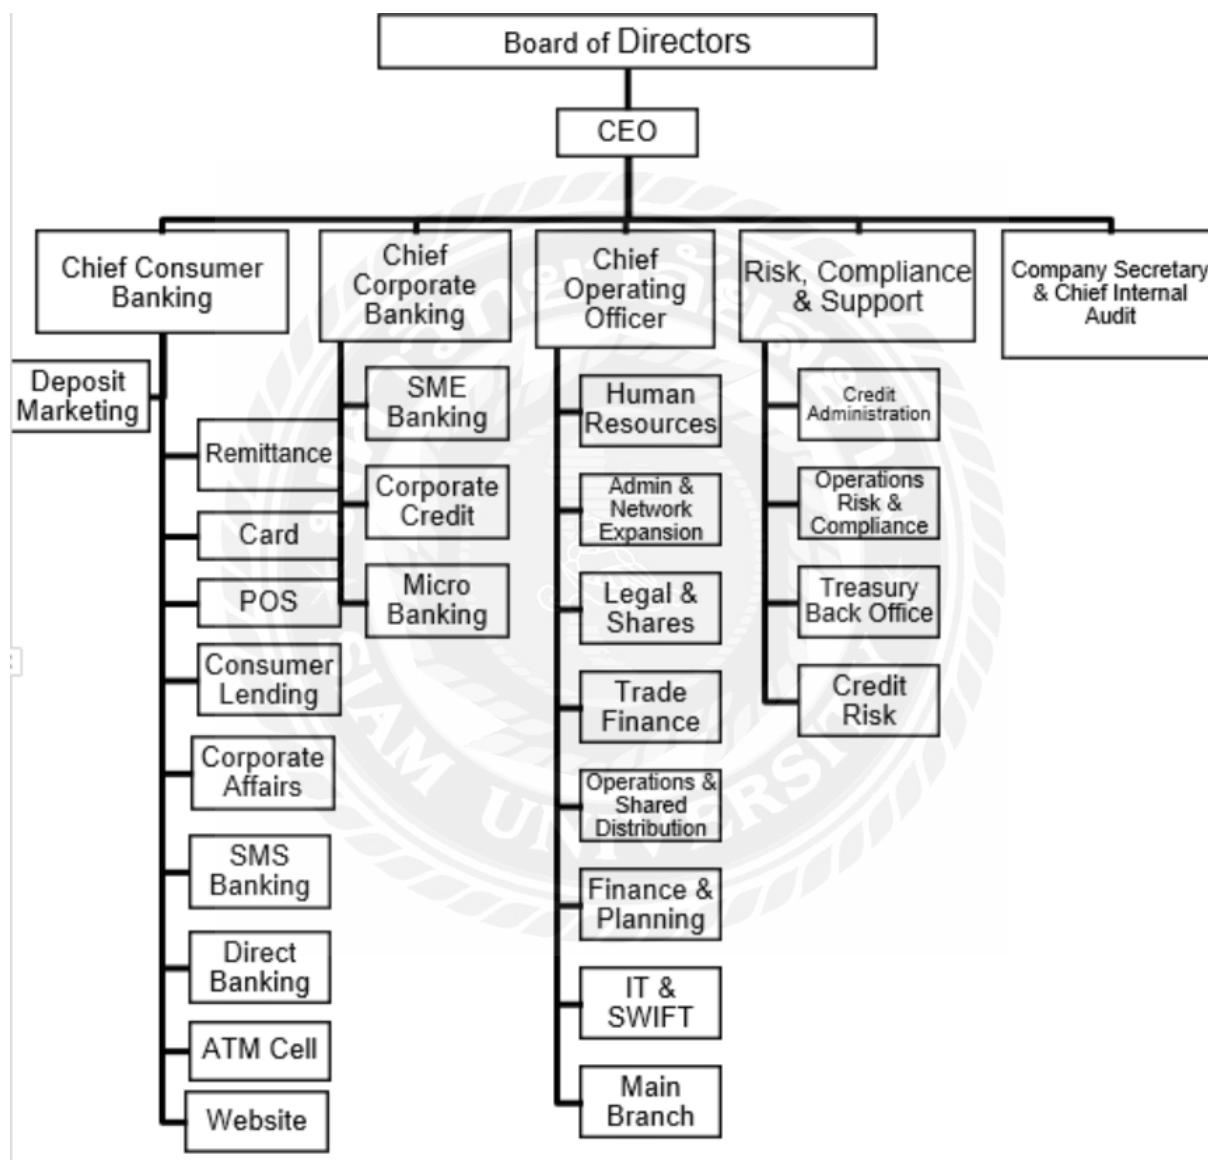 Board of Directors
CEO
Chief Consumer
Banking
Chief
Corporate
Banking
Chief
Operating
Officer
Risk, Compliance
& Support
Company Secretary
& Chief Internal
Audit
Deposit
Marketing
Remittance
Card
POS
Consumer
Lending
Corporate
Affairs
SMS
Banking
Direct
Banking
ATM Cell
Website
SME
Banking
Corporate
Credit
Micro
Banking
Human
Resources
Admin &
Network
Expansion
Legal &
Shares
Trade
Finance
Operations &
Shared
Distribution
Finance &
Planning
IT &
SWIFT
Main
Branch
Credit
Administration
Operations
Risk &
Compliance
Treasury
Back Office
Credit
Risk
SIAM UNIVERSITY